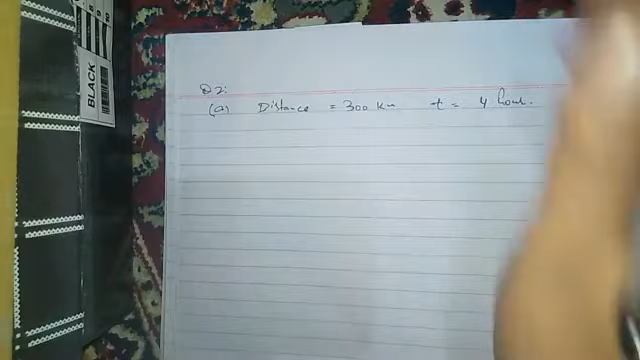 BLACK
Q2:
(a) Distance = 300 km t = 4 hour.